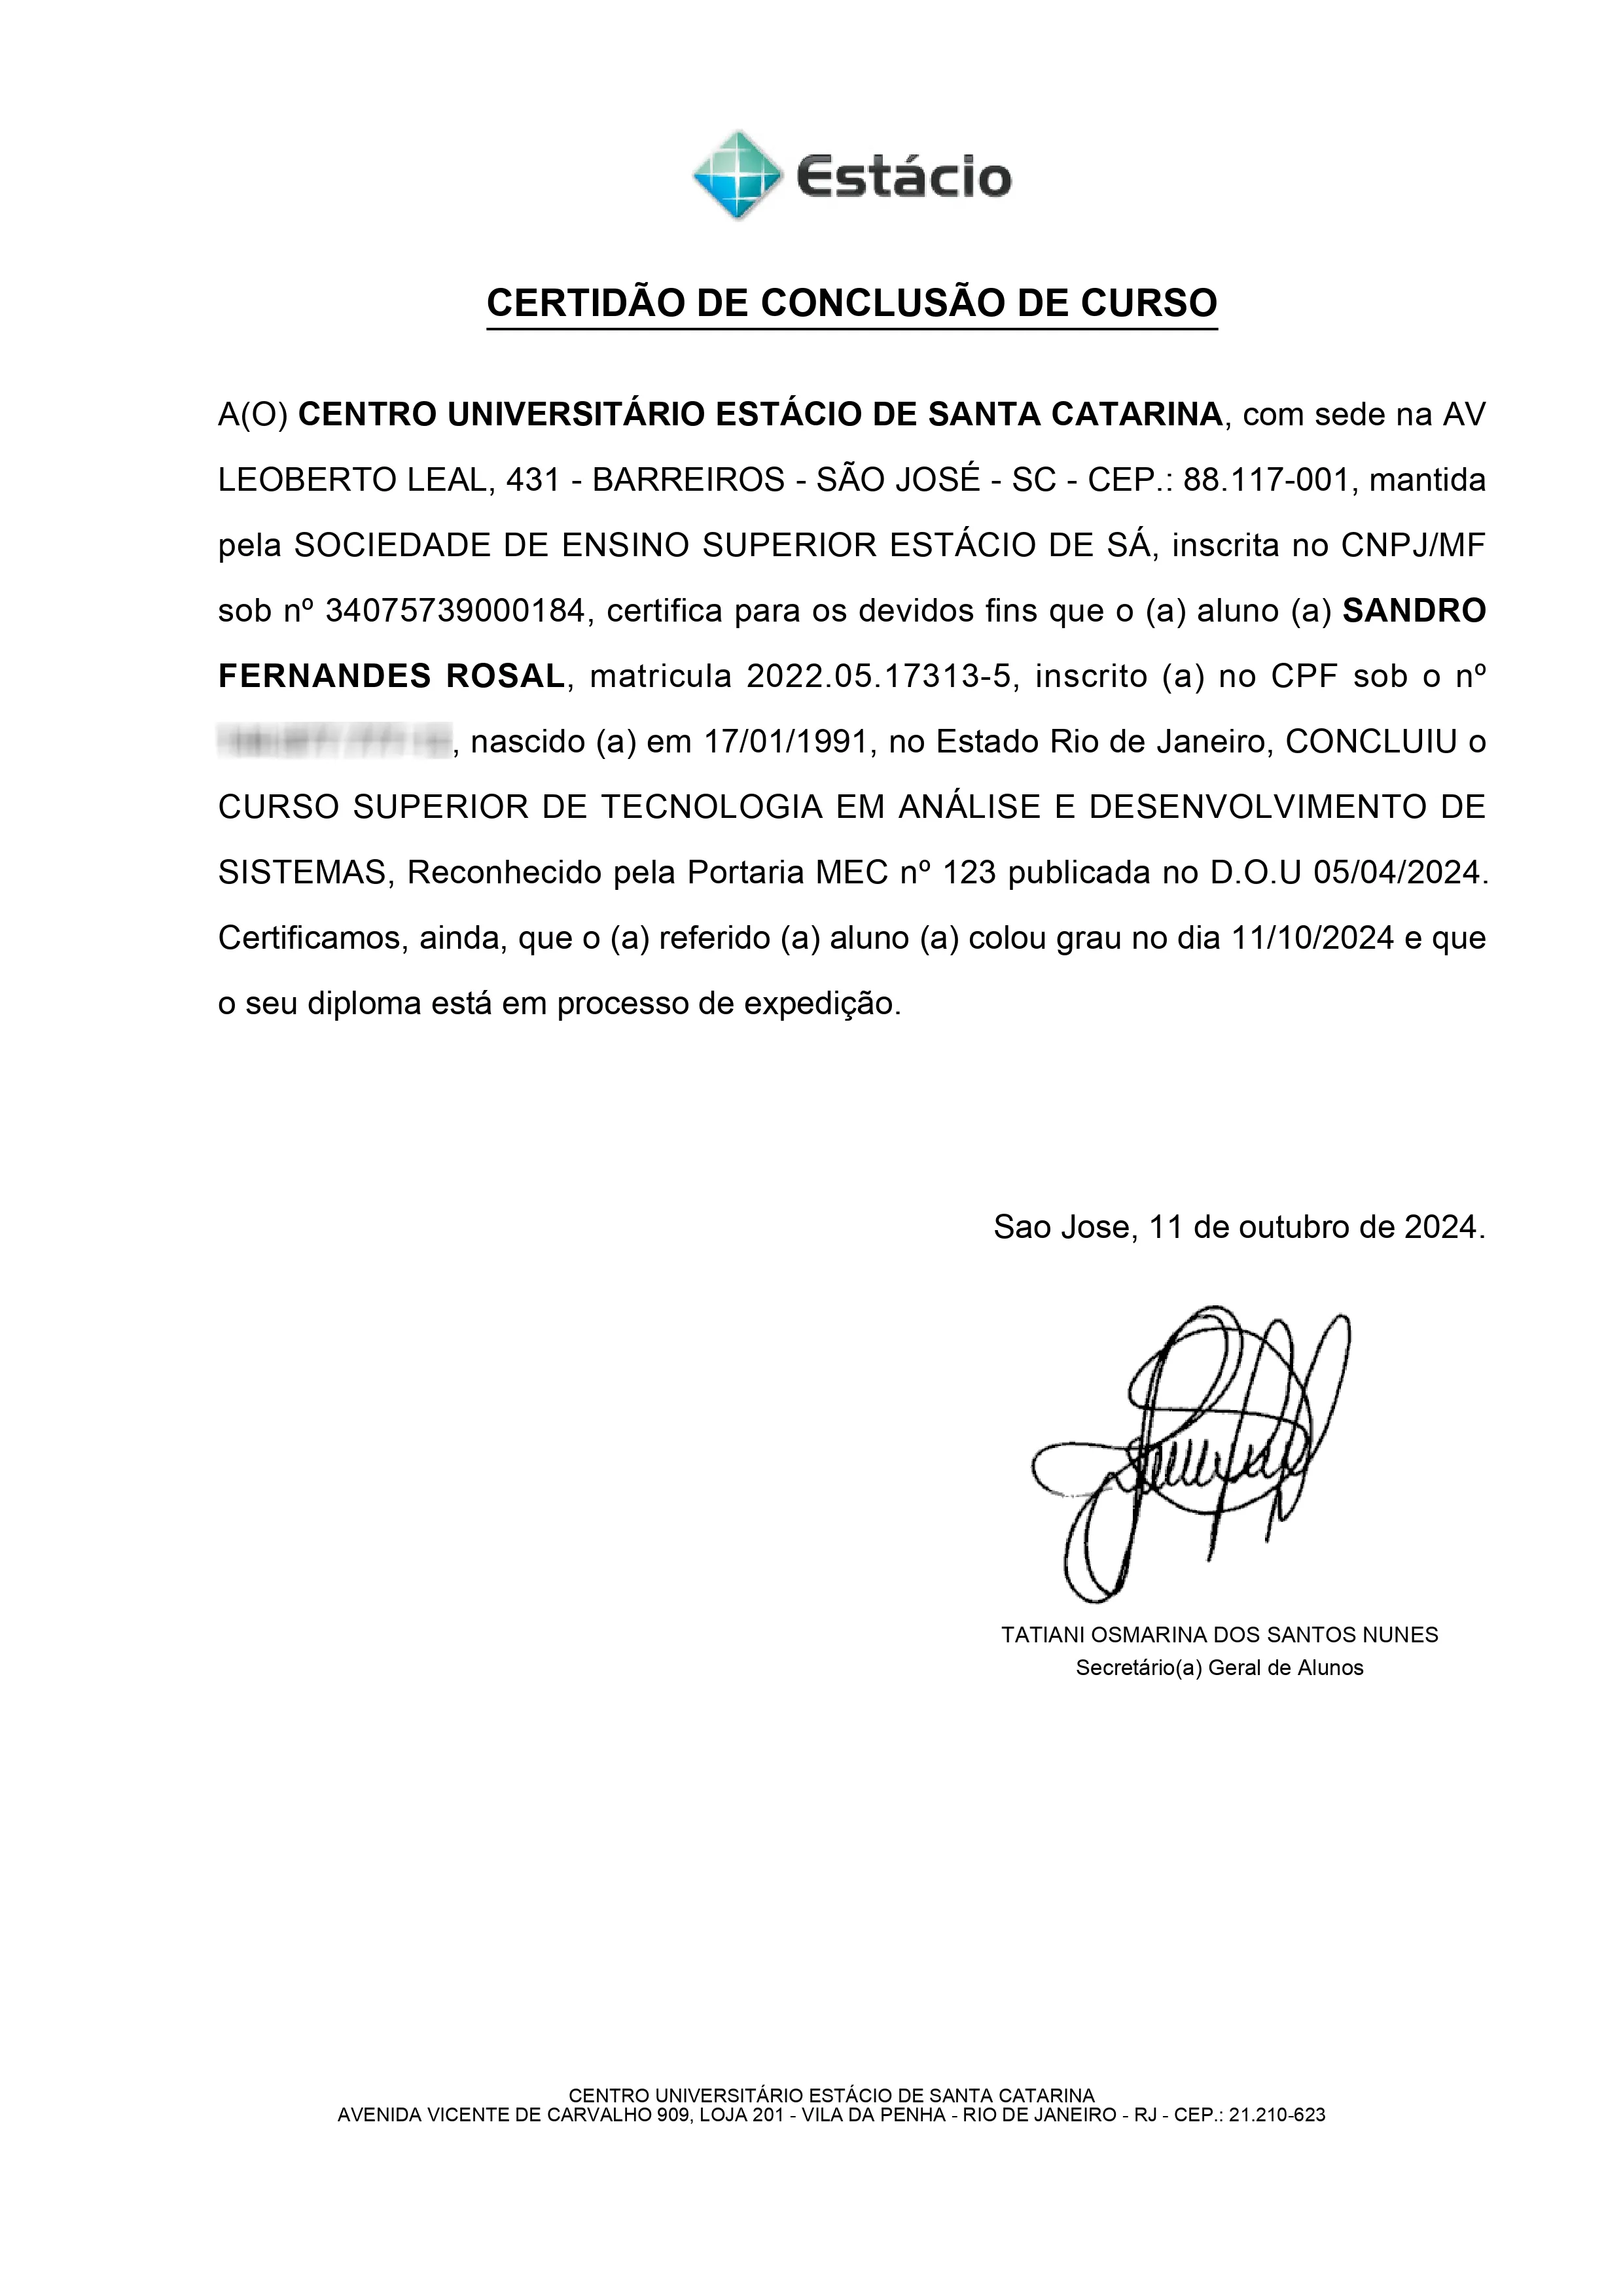 Estácio
CERTIDÃO DE CONCLUSÃO DE CURSO
A(O) CENTRO UNIVERSITÁRIO ESTÁCIO DE SANTA CATARINA, com sede na AV
LEOBERTO LEAL, 431 - BARREIROS - SÃO JOSÉ - SC - CEP.: 88.117-001, mantida
pela SOCIEDADE DE ENSINO SUPERIOR ESTÁCIO DE SÁ, inscrita no CNPJ/MF
sob nº 34075739000184, certifica para os devidos fins que o (a) aluno (a) SANDRO
FERNANDES ROSAL, matricula 2022.05.17313-5, inscrito (a) no CPF sob o nº
, nascido (a) em 17/01/1991, no Estado Rio de Janeiro, CONCLUIU o
CURSO SUPERIOR DE TECNOLOGIA EM ANÁLISE E DESENVOLVIMENTO DE
SISTEMAS, Reconhecido pela Portaria MEC nº 123 publicada no D.O.U 05/04/2024.
Certificamos, ainda, que o (a) referido (a) aluno (a) colou grau no dia 11/10/2024 e que
o seu diploma está em processo de expedição.
Sao Jose, 11 de outubro de 2024.
TATIANI OSMARINA DOS SANTOS NUNES
Secretário(a) Geral de Alunos
CENTRO UNIVERSITÁRIO ESTÁCIO DE SANTA CATARINA
AVENIDA VICENTE DE CARVALHO 909, LOJA 201 - VILA DA PENHA - RIO DE JANEIRO - RJ - CEP.: 21.210-623